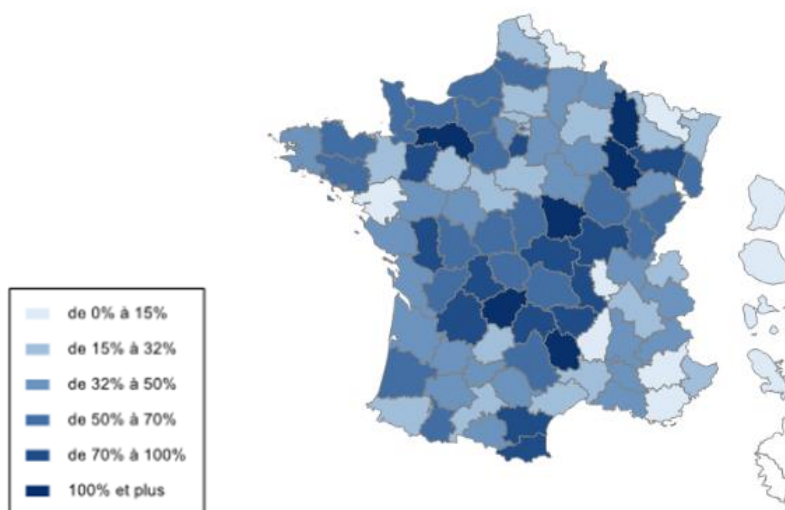 de 0% à 15%
de 15% à 32%
de 32% à 50%
de 50% à 70%
de 70% à 100%
100% et plus